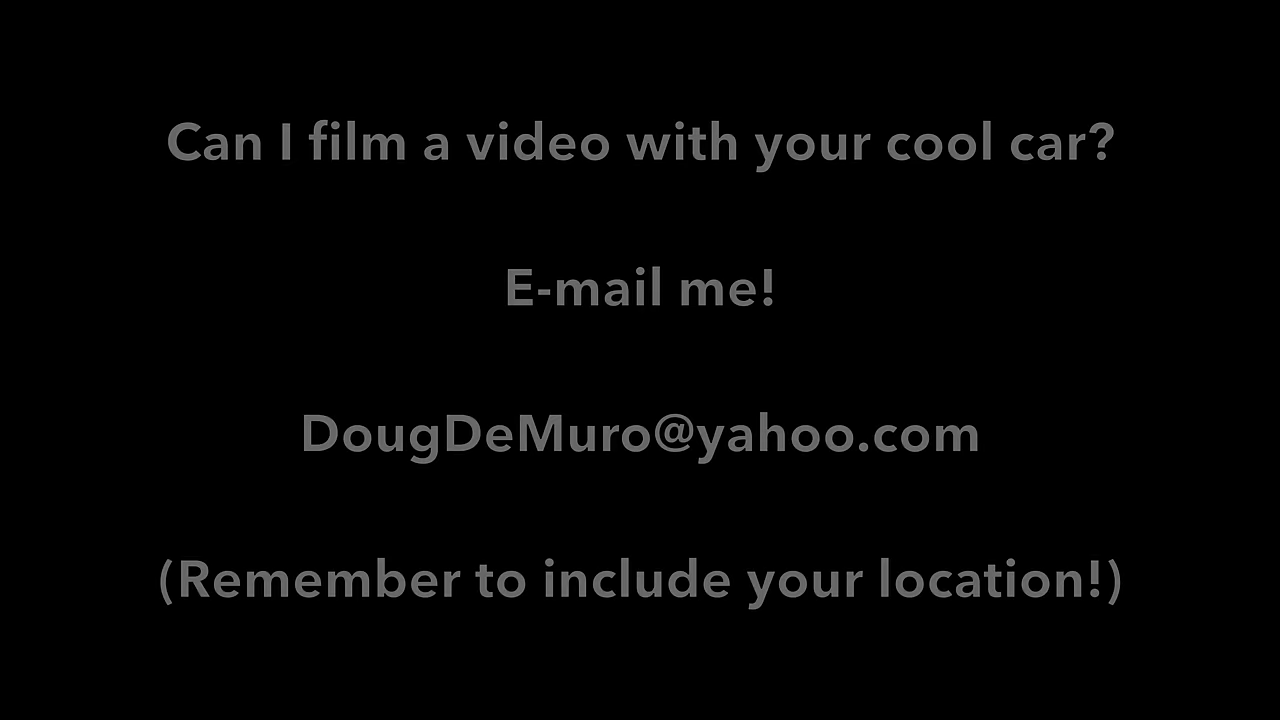 Can I film a video with your cool car?
E-mail me!
DougDeMuro@yahoo.com
(Remember to include your location!)